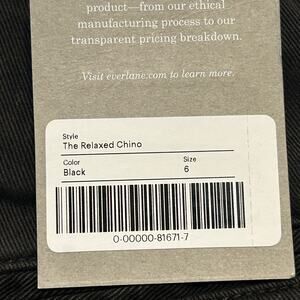 product—from our ethical
manufacturing process to our
transparent pricing breakdown.
Visit everlane.com to learn more.
Style
The Relaxed Chino
Color Size
Black 6
0-00000-81671-7